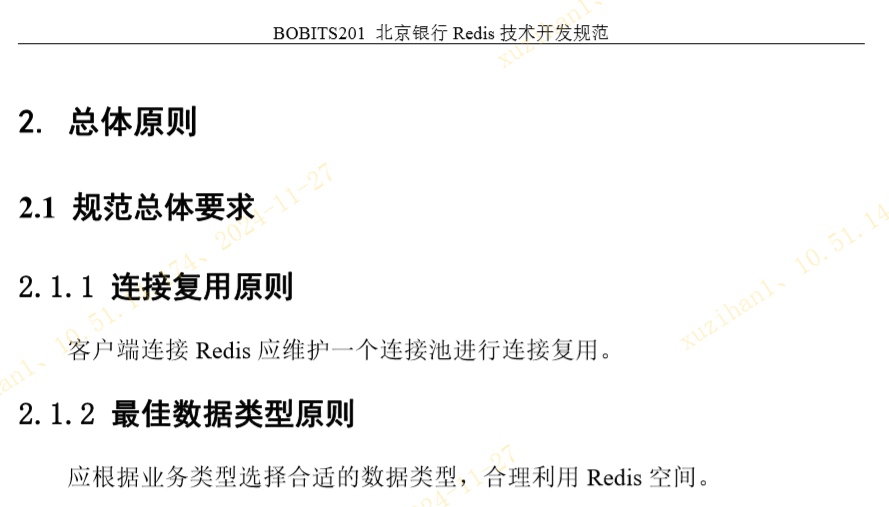 BOBITS201 北京银行 Redis 技术开发规范
2. 总体原则
2.1 规范总体要求
2.1.1 连接复用原则
客户端连接 Redis 应维护一个连接池进行连接复用。
2.1.2 最佳数据类型原则
应根据业务类型选择合适的数据类型，合理利用 Redis 空间。